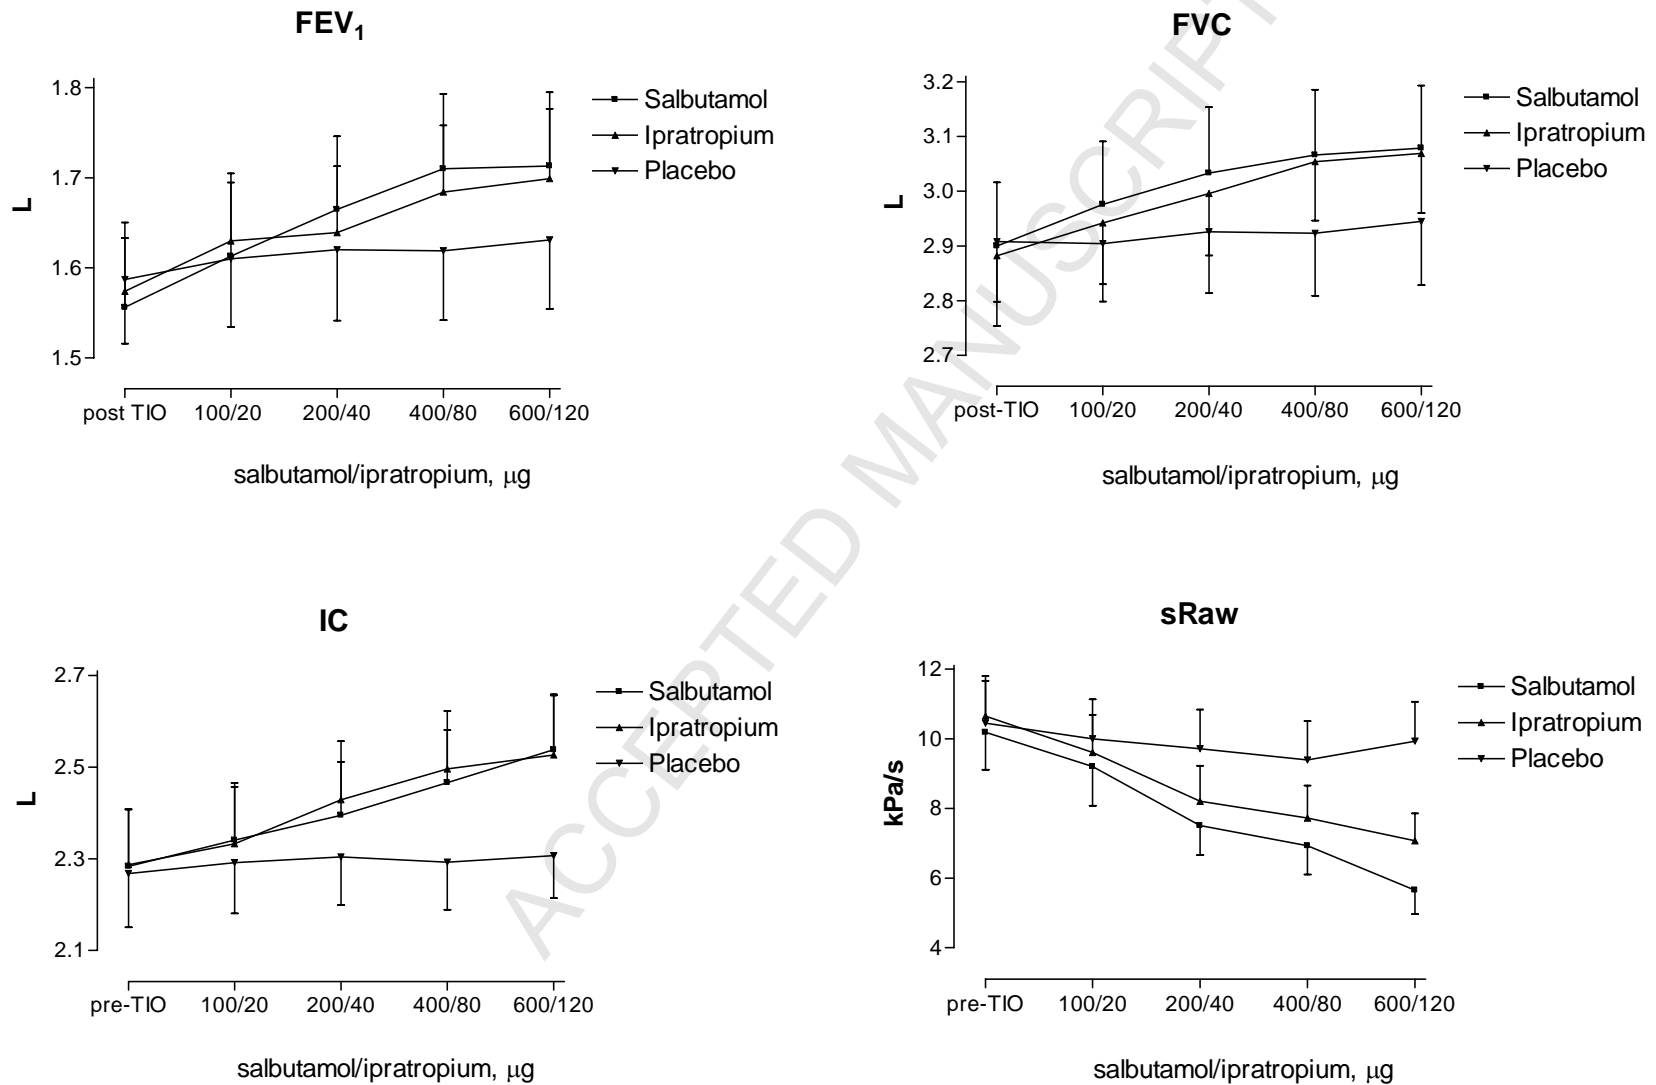 FEV1
1.8
1.7
1.6
1.5
L
Salbutamol
Ipratropium
Placebo
post TIO 100/20 200/40 400/80 600/120
salbutamol/ipratropium, μg
FVC
3.2
3.1
3.0
2.9
2.8
2.7
L
Salbutamol
Ipratropium
Placebo
post-TIO 100/20 200/40 400/80 600/120
salbutamol/ipratropium, μg
IC
2.7
2.5
2.3
2.1
L
Salbutamol
Ipratropium
Placebo
pre-TIO 100/20 200/40 400/80 600/120
salbutamol/ipratropium, μg
sRaw
12
10
8
6
4
kPa/s
Salbutamol
Ipratropium
Placebo
pre-TIO 100/20 200/40 400/80 600/120
salbutamol/ipratropium, μg
ACCEPTED MANUSCRIPT